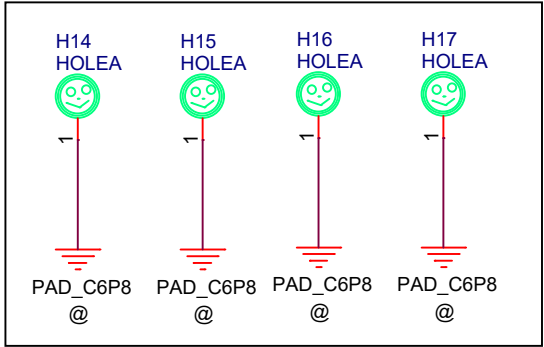 H14
HOLEA
1
PAD_C6P8
@
H15
HOLEA
1
PAD_C6P8
@
H16
HOLEA
1
PAD_C6P8
@
H17
HOLEA
1
PAD_C6P8
@